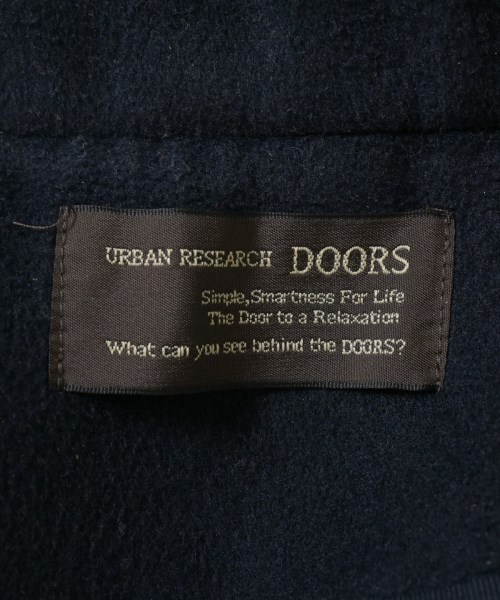 URBAN RESEARCH DOORS
Simple,Smartness For Life
The Door to a Relaxation
What can you see behind the DOORS?